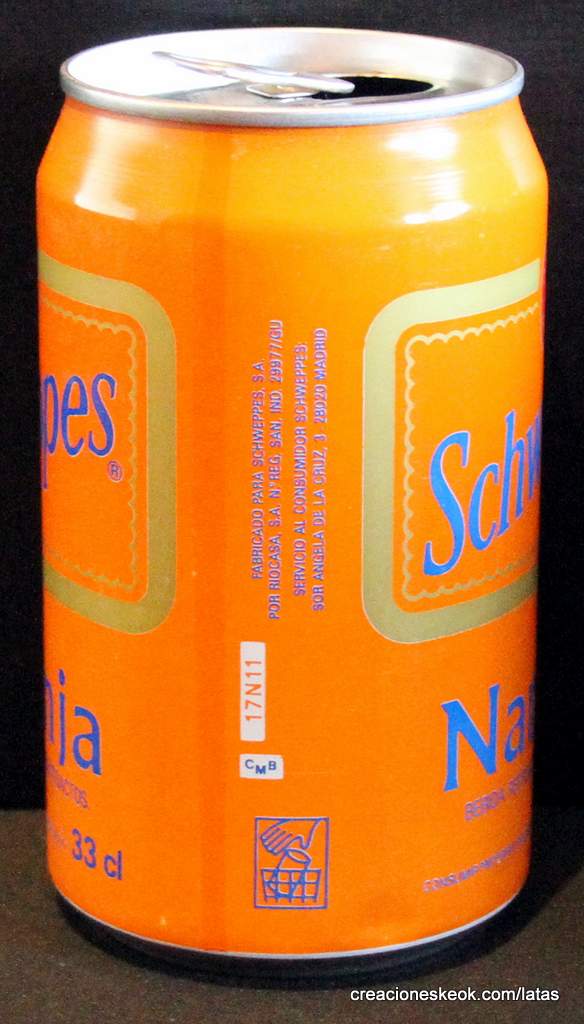 pes®
nja
33 cl
FABRICADO PARA SCHWEPPES, S.A.
POR RIOCASA, S.A. Nº REG. SAN. IND. 29977/GU
SERVICIO AL CONSUMIDOR SCHWEPPES:
SOR ANGELA DE LA CRUZ, 3 28020 MADRID
17N11
CMB
Schw
Na
BEBIDA
creacioneskeok.com/latas